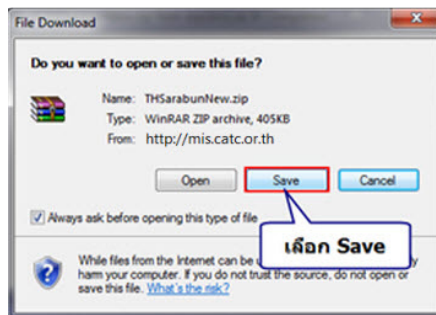 File Download
Do you want to open or save this file?
Name: THSarabunNew.zip
Type: WinRAR ZIP archive, 405KB
From: http://mis.catc.or.th
Open Save Cancel
Always ask before opening this type of file
เลือก Save
While files from the Internet can be
harm your computer. If you do not trust the source, do not open or
save this file. What's the risk?